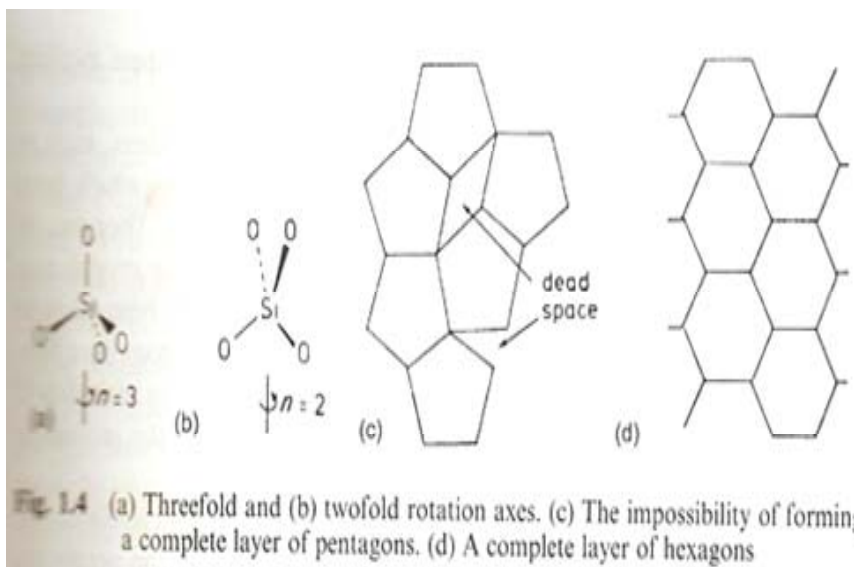 O
Si
O
O
O
n = 3
(a)
O
O
Si
O
O
n = 2
(b)
dead
space
(c)
(d)
Fig. 1.4 (a) Threefold and (b) twofold rotation axes. (c) The impossibility of forming
a complete layer of pentagons. (d) A complete layer of hexagons